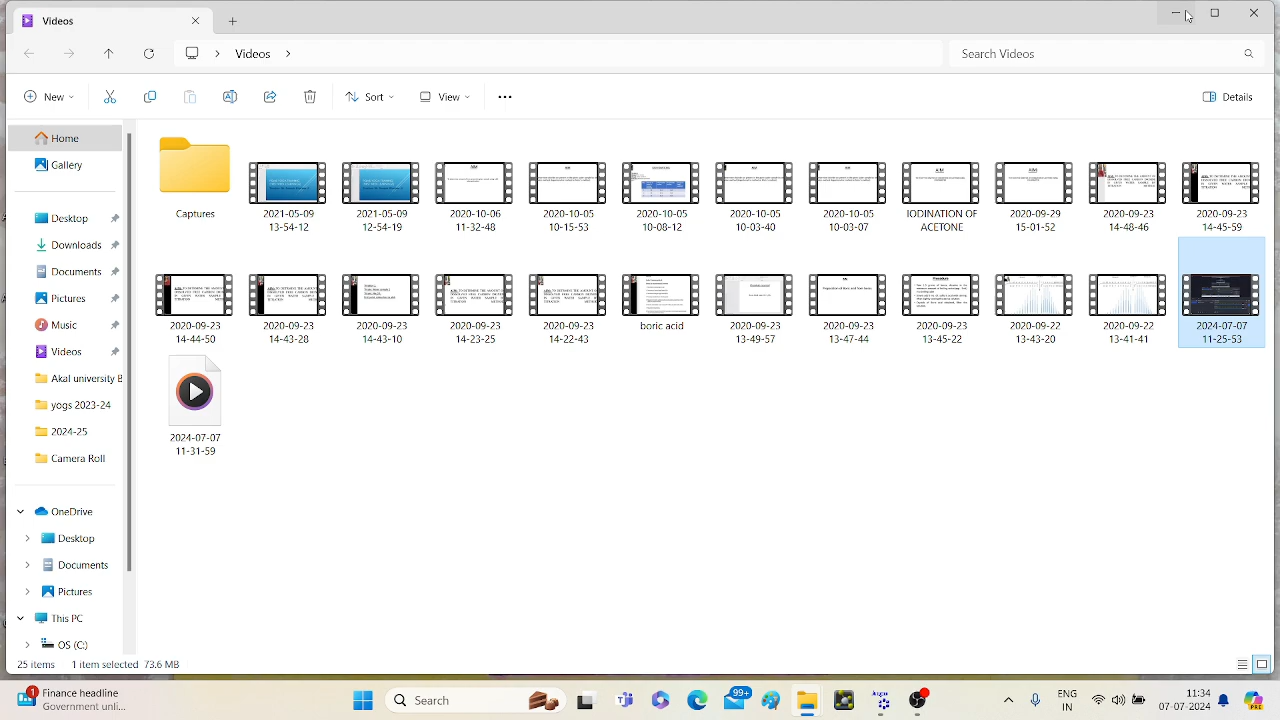 Videos
Videos
Search Videos
New
Sort
View
Details
Home
Gallery
Desktop
Downloads
Documents
Pictures
Music
Videos
Akal university B
yogs 2023-24
2024-25
Camera Roll
OneDrive
Desktop
Documents
Pictures
This PC
OS (C:)
Captures
2021-05-09
13-54-12
2021-05-09
12-54-19
2020-10-06
11-32-48
2020-10-05
10-15-53
2020-10-05
10-08-12
2020-10-05
10-03-40
2020-10-05
10-03-07
IODINATION OF
ACETONE
2020-09-29
15-01-52
2020-09-23
14-48-46
2020-09-23
14-45-59
2020-09-23
14-44-50
2020-09-23
14-43-28
2020-09-23
14-43-10
2020-09-23
14-23-25
2020-09-23
14-22-43
boric acid
2020-09-23
13-49-57
2020-09-23
13-47-44
2020-09-23
13-45-22
2020-09-22
13-43-20
2020-09-22
13-41-41
2024-07-07
11-25-53
2024-07-07
11-31-59
25 items 1 item selected 73.6 MB
1
Finance headline
Government unli...
Search
99+
ENG
IN
11:34
07-07-2024